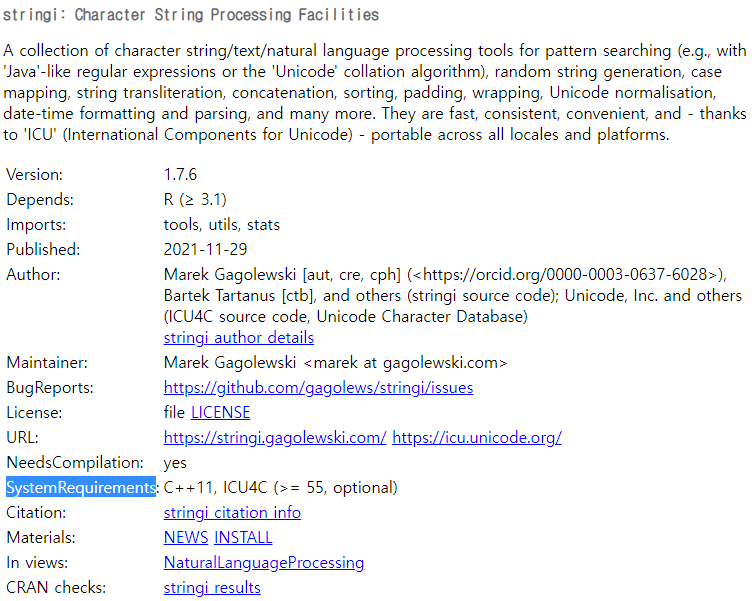 stringi: Character String Processing Facilities
A collection of character string/text/natural language processing tools for pattern searching (e.g., with
'Java'-like regular expressions or the 'Unicode' collation algorithm), random string generation, case
mapping, string transliteration, concatenation, sorting, padding, wrapping, Unicode normalisation,
date-time formatting and parsing, and many more. They are fast, consistent, convenient, and - thanks
to 'ICU' (International Components for Unicode) - portable across all locales and platforms.
Version: 1.7.6
Depends: R (≥ 3.1)
Imports: tools, utils, stats
Published: 2021-11-29
Author: Marek Gagolewski [aut, cre, cph] (<https://orcid.org/0000-0003-0637-6028>),
Bartek Tartanus [ctb], and others (stringi source code); Unicode, Inc. and others
(ICU4C source code, Unicode Character Database)
stringi author details
Maintainer: Marek Gagolewski <marek at gagolewski.com>
BugReports: https://github.com/gagolews/stringi/issues
License: file LICENSE
URL: https://stringi.gagolewski.com/ https://icu.unicode.org/
NeedsCompilation: yes
SystemRequirements: C++11, ICU4C (>= 55, optional)
Citation: stringi citation info
Materials: NEWS INSTALL
In views: NaturalLanguageProcessing
CRAN checks: stringi results